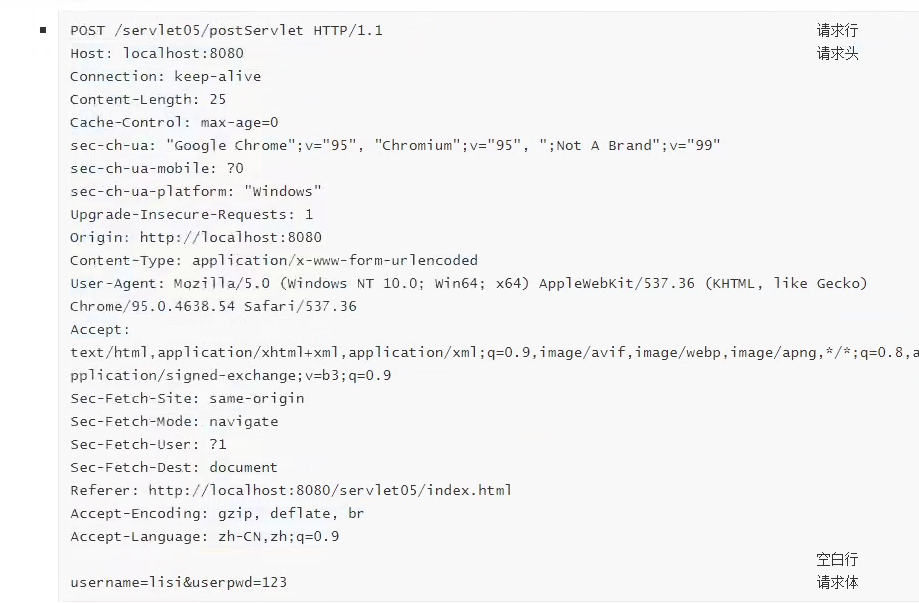 POST /servlet05/postServlet HTTP/1.1 请求行
Host: localhost:8080 请求头
Connection: keep-alive
Content-Length: 25
Cache-Control: max-age=0
sec-ch-ua: "Google Chrome";v="95", "Chromium";v="95", ";Not A Brand";v="99"
sec-ch-ua-mobile: ?0
sec-ch-ua-platform: "Windows"
Upgrade-Insecure-Requests: 1
Origin: http://localhost:8080
Content-Type: application/x-www-form-urlencoded
User-Agent: Mozilla/5.0 (Windows NT 10.0; Win64; x64) AppleWebKit/537.36 (KHTML, like Gecko)
Chrome/95.0.4638.54 Safari/537.36
Accept:
text/html,application/xhtml+xml,application/xml;q=0.9,image/avif,image/webp,image/apng,*/*;q=0.8,a
pplication/signed-exchange;v=b3;q=0.9
Sec-Fetch-Site: same-origin
Sec-Fetch-Mode: navigate
Sec-Fetch-User: ?1
Sec-Fetch-Dest: document
Referer: http://localhost:8080/servlet05/index.html
Accept-Encoding: gzip, deflate, br
Accept-Language: zh-CN,zh;q=0.9
空白行
username=lisi&userpwd=123 请求体